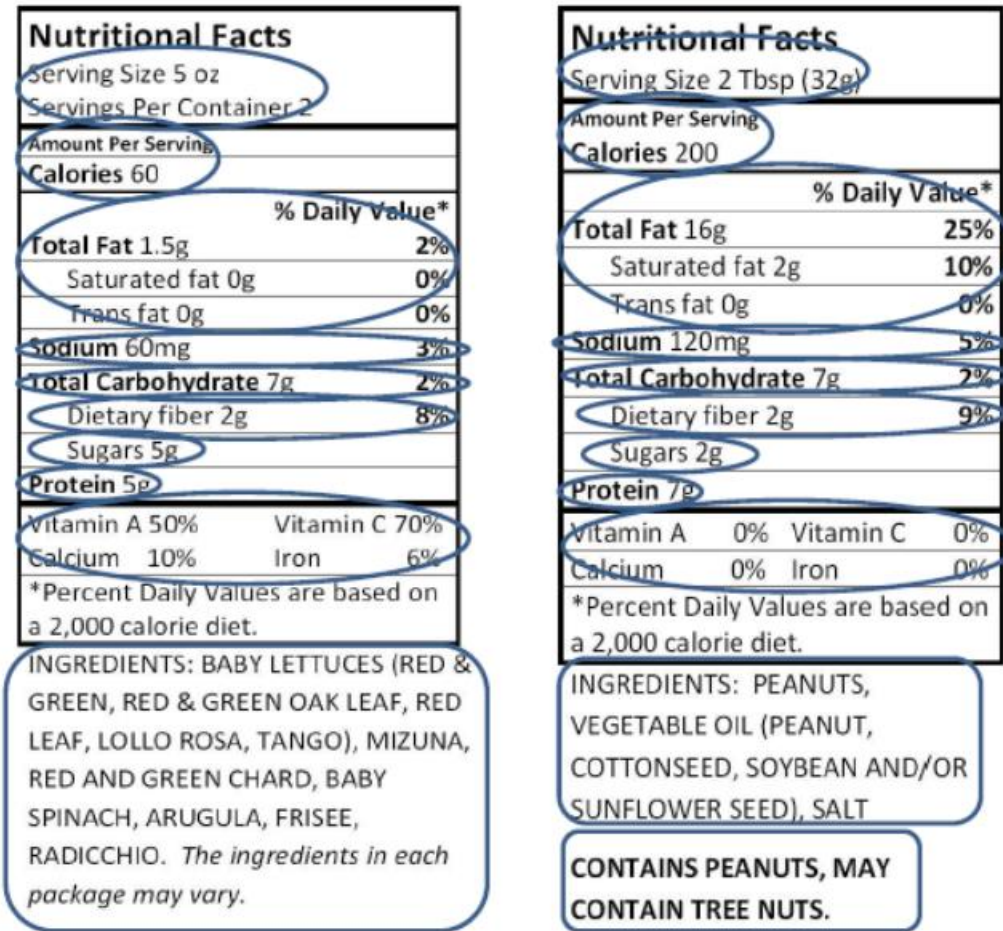 Nutritional Facts
Serving Size 5 oz
Servings Per Container 2
Amount Per Serving
Calories 60
% Daily Value*
Total Fat 1.5g 2%
Saturated fat 0g 0%
Trans fat 0g 0%
Sodium 60mg 3%
Total Carbohydrate 7g 2%
Dietary fiber 2g 8%
Sugars 5g
Protein 5g
Vitamin A 50% Vitamin C 70%
Calcium 10% Iron 6%
*Percent Daily Values are based on
a 2,000 calorie diet.
INGREDIENTS: BABY LETTUCES (RED &
GREEN, RED & GREEN OAK LEAF, RED
LEAF, LOLLO ROSA, TANGO), MIZUNA,
RED AND GREEN CHARD, BABY
SPINACH, ARUGULA, FRISEE,
RADICCHIO. The ingredients in each
package may vary.
Nutritional Facts
Serving Size 2 Tbsp (32g)
Amount Per Serving
Calories 200
% Daily Value*
Total Fat 16g 25%
Saturated fat 2g 10%
Trans fat 0g 0%
Sodium 120mg 5%
Total Carbohydrate 7g 2%
Dietary fiber 2g 9%
Sugars 2g
Protein 7g
Vitamin A 0% Vitamin C 0%
Calcium 0% Iron 0%
*Percent Daily Values are based on
a 2,000 calorie diet.
INGREDIENTS: PEANUTS,
VEGETABLE OIL (PEANUT,
COTTONSEED, SOYBEAN AND/OR
SUNFLOWER SEED), SALT
CONTAINS PEANUTS, MAY
CONTAIN TREE NUTS.